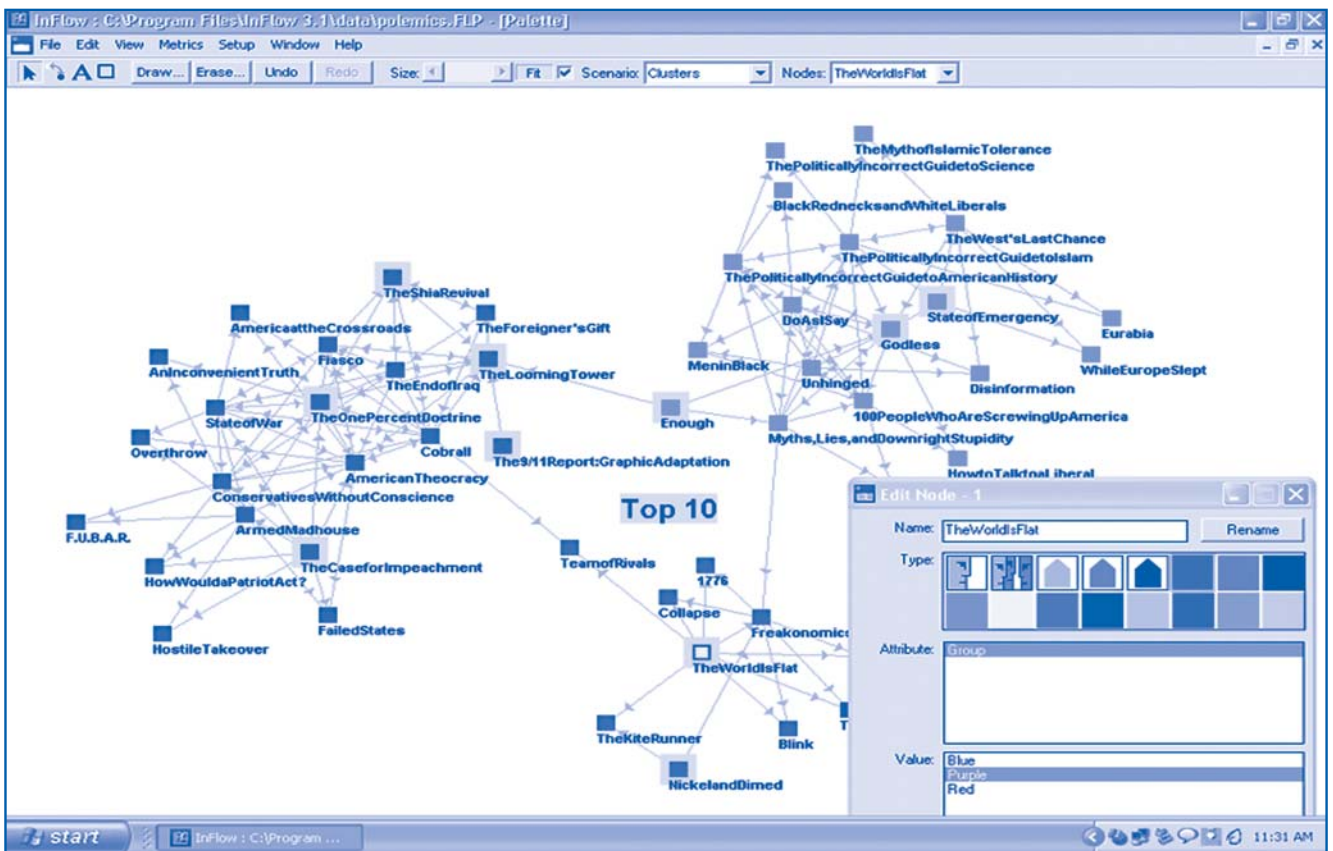 InFlow : C:\Program Files\InFlow 3.1\data\polemics.FLP - [Palette]
File Edit View Metrics Setup Window Help
A Draw... Erase... Undo Redo Size: Fit Scenario: Clusters Nodes: TheWorldIsFlat
TheMythofIslamicTolerance
ThePoliticallyIncorrectGuidetoScience
BlackRednecksandWhiteLiberals
TheWest'sLastChance
ThePoliticallyIncorrectGuidetoIslam
ThePoliticallyIncorrectGuidetoAmericanHistory
TheShiaRevival
StateofEmergency
DoAsISay
Eurabia
AmericaattheCrossroads
TheForeigner'sGift
Godless
Fiasco
MeninBlack
WhileEuropeSlept
AnInconvenientTruth
TheEndofIraq
TheLoomingTower
Unhinged
Disinformation
TheOnePercentDoctrine
StateofWar
Enough
100PeopleWhoAreScrewingUpAmerica
Myths,Lies,andDownrightStupidity
Overthrow
CobraII
The9/11Report:GraphicAdaptation
AmericanTheocracy
HowtoTalktoaLiberal
ConservativesWithoutConscience
Top 10
ArmedMadhouse
F.U.B.A.R.
TheCaseforImpeachment
TeamofRivals
HowWouldaPatriotAct?
1776
Collapse
FailedStates
Freakonomics
HostileTakeover
TheWorldIsFlat
TheKiteRunner
Blink
T
NickelandDimed
Edit Node - 1
Name: TheWorldIsFlat Rename
Type:
Attribute: Group
Value: Blue
Purple
Red
start InFlow : C:\Program ... 11:31 AM